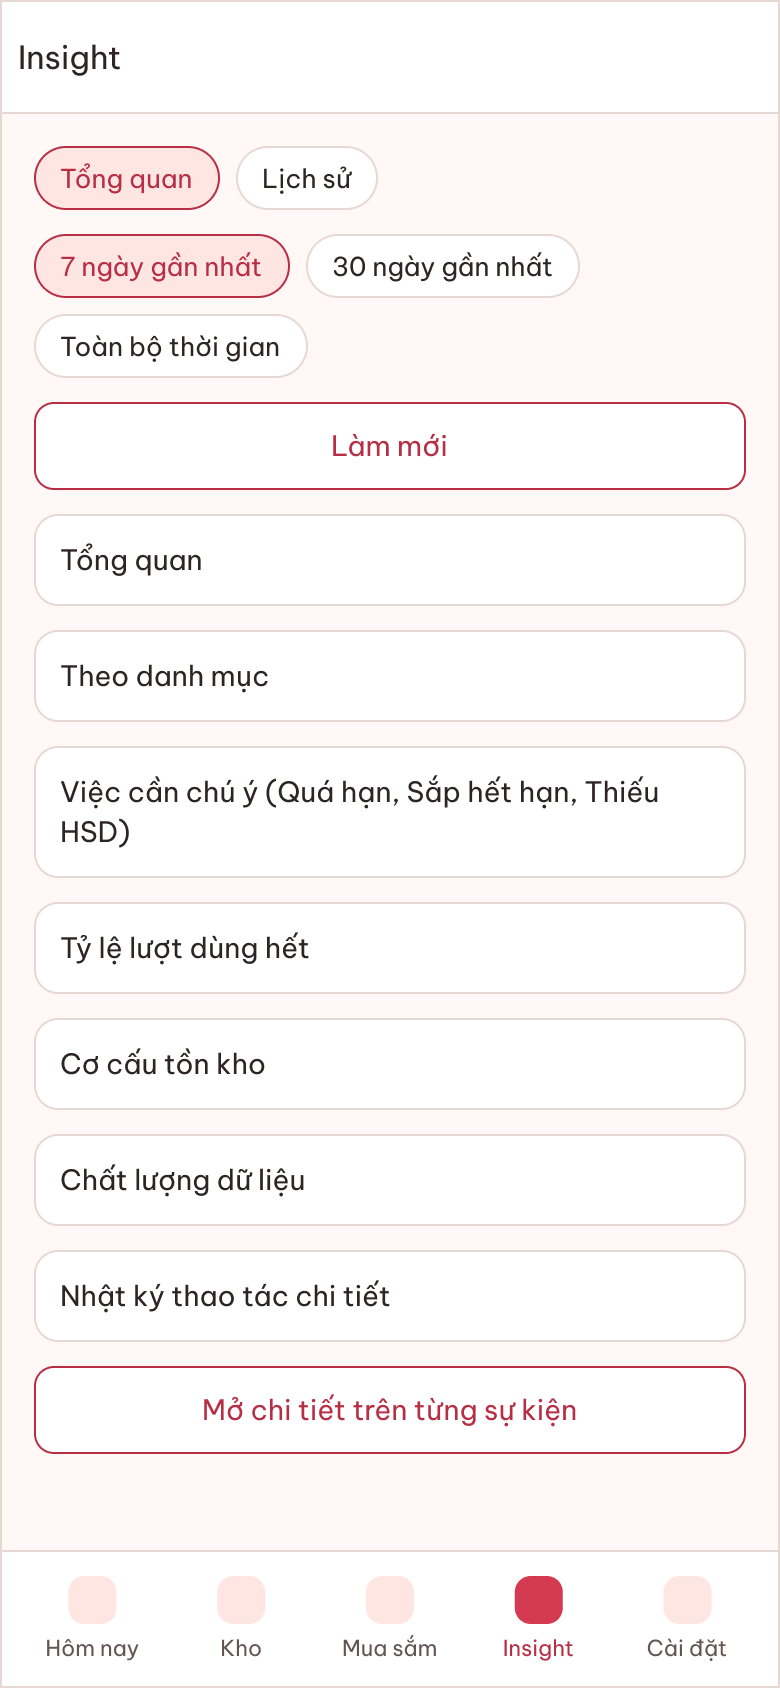 Insight
Tổng quan
Lịch sử
7 ngày gần nhất
30 ngày gần nhất
Toàn bộ thời gian
Làm mới
Tổng quan
Theo danh mục
Việc cần chú ý (Quá hạn, Sắp hết hạn, Thiếu
HSD)
Tỷ lệ lượt dùng hết
Cơ cấu tồn kho
Chất lượng dữ liệu
Nhật ký thao tác chi tiết
Mở chi tiết trên từng sự kiện
Hôm nay
Kho
Mua sắm
Insight
Cài đặt